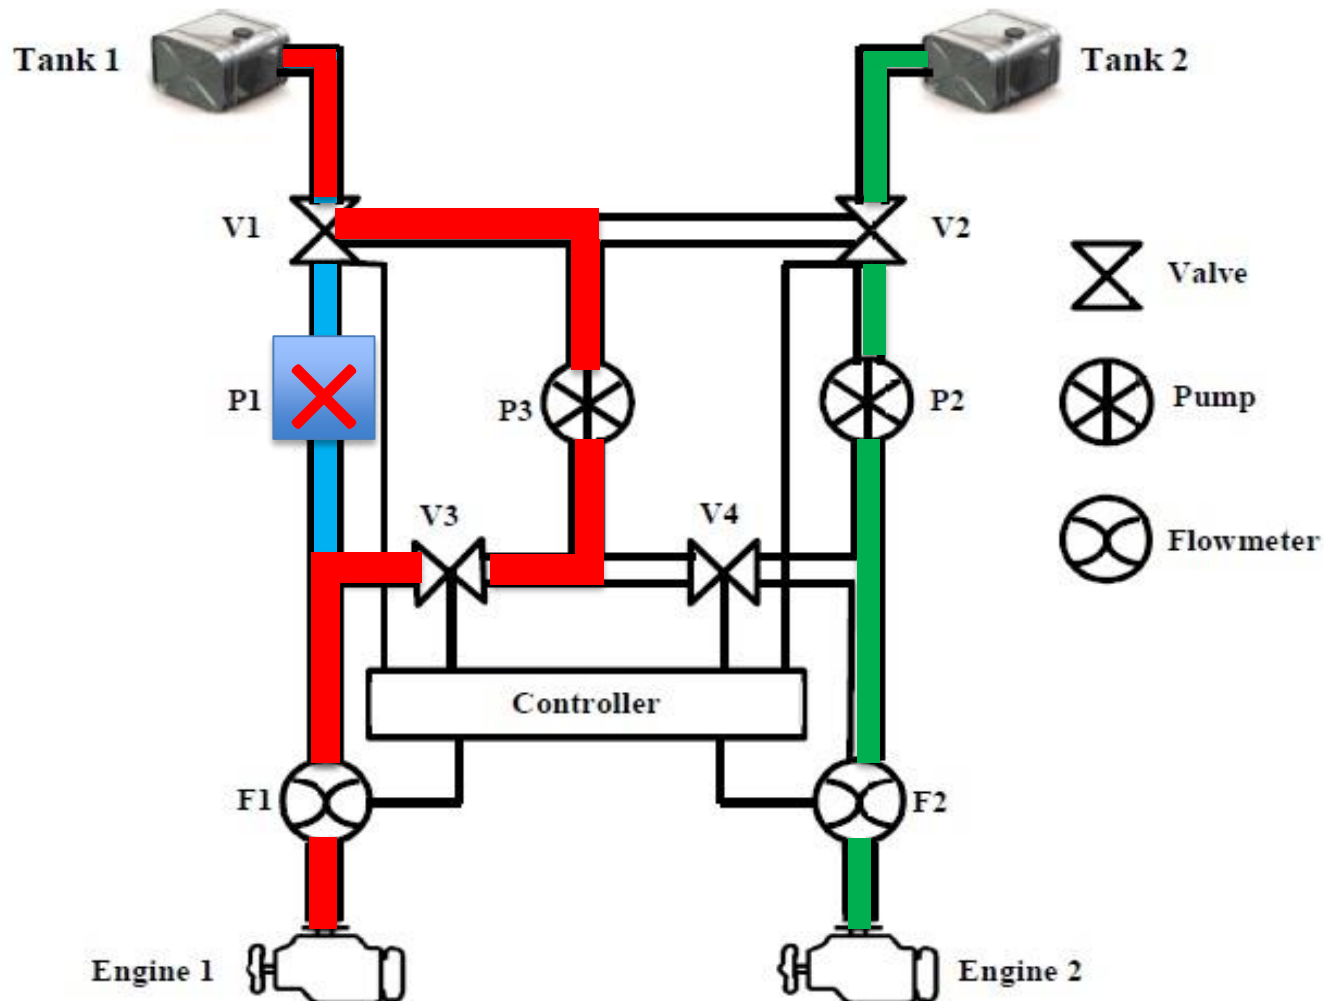 Tank 1
Tank 2
V1
V2
Valve
P1
P3
P2
Pump
V3
V4
Flowmeter
Controller
F1
F2
Engine 1
Engine 2